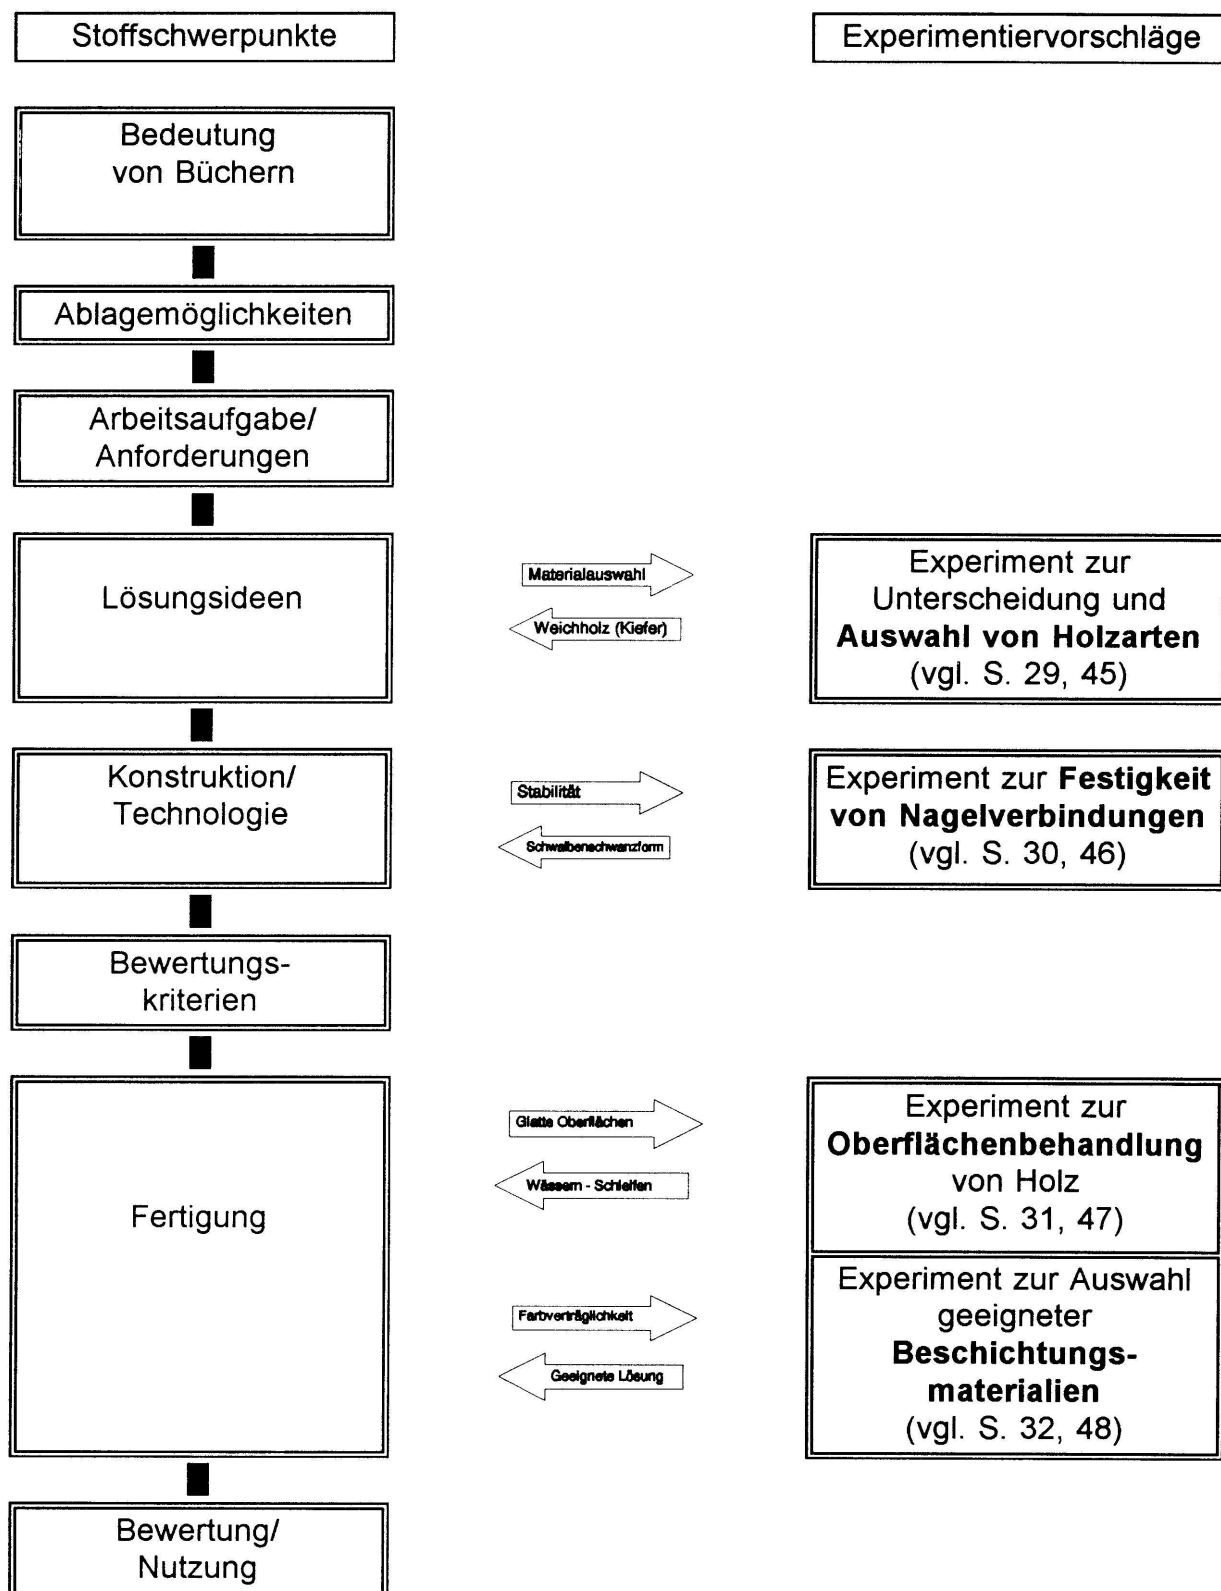 Stoffschwerpunkte
Experimentiervorschläge
Bedeutung
von Büchern
Ablagemöglichkeiten
Arbeitsaufgabe/
Anforderungen
Lösungsideen
Materialauswahl
Weichholz (Kiefer)
Experiment zur
Unterscheidung und
Auswahl von Holzarten
(vgl. S. 29, 45)
Konstruktion/
Technologie
Stabilität
Schwalbenschwanzform
Experiment zur Festigkeit
von Nagelverbindungen
(vgl. S. 30, 46)
Bewertungs-
kriterien
Fertigung
Glatte Oberflächen
Wässern - Schleifen
Experiment zur
Oberflächenbehandlung
von Holz
(vgl. S. 31, 47)
Farbverträglichkeit
Geeignete Lösung
Experiment zur Auswahl
geeigneter
Beschichtungs-
materialien
(vgl. S. 32, 48)
Bewertung/
Nutzung